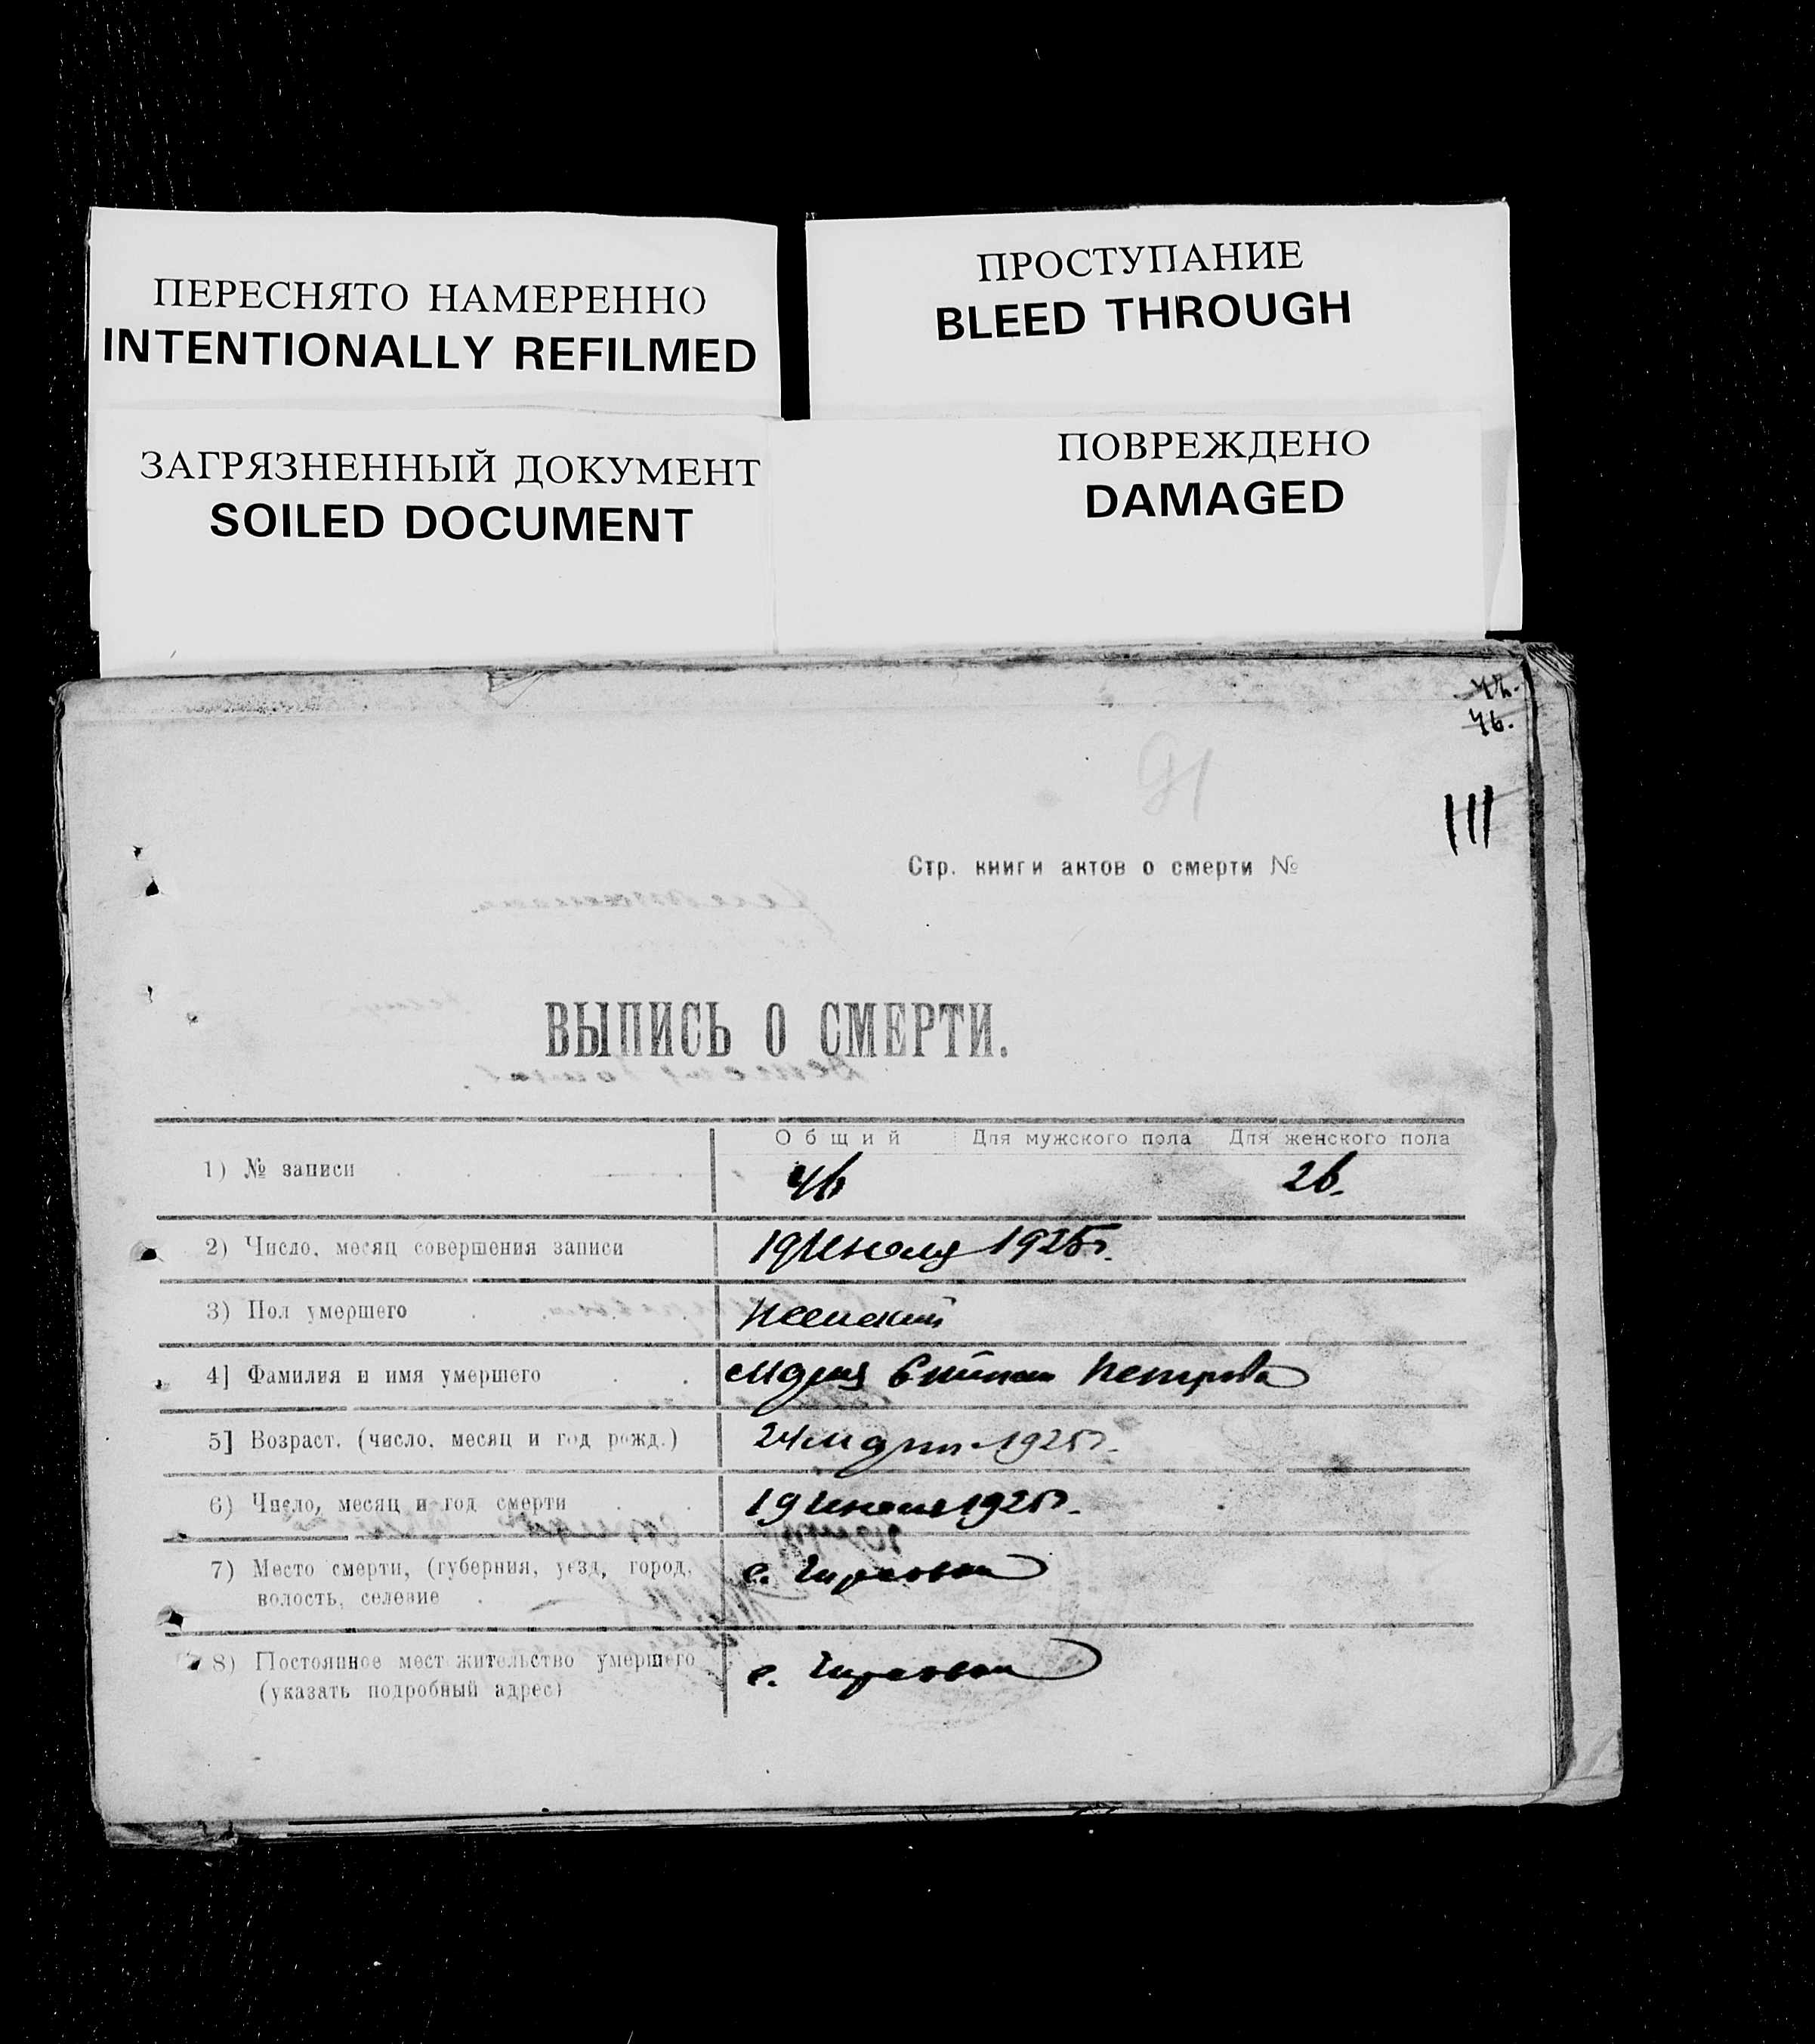 ПЕРЕСНЯТО НАМЕРЕННО
INTENTIONALLY REFILMED
ПРОСТУПАНИЕ
BLEED THROUGH
ЗАГРЯЗНЕННЫЙ ДОКУМЕНТ
SOILED DOCUMENT
ПОВРЕЖДЕНО
DAMAGED
46.
91
111
Стр. книги актов о смерти №
ВЫПИСЬ О СМЕРТИ.
Общий Для мужского пола Для женского пола
1) № записи 46 26.
2) Число, месяц совершения записи 19 Июля 1925 г.
3) Пол умершего Женский
4] Фамилия и имя умершего Петрова
5] Возраст, (число, месяц и год рожд.) 24 1925 г.
6) Число, месяц и год смерти 19 1925 г.
7) Место смерти, (губерния, уезд, город,
волость, селение с.
8) Постоянное мест жительство умершего
(указать подробный адрес) с.